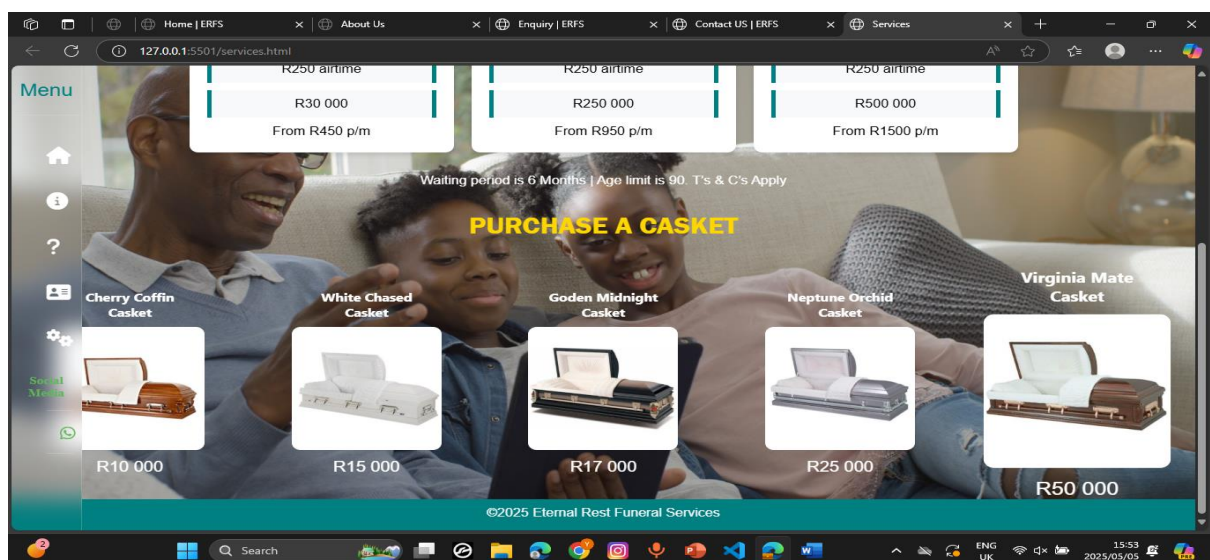 Home | ERFS
About Us
Enquiry | ERFS
Contact US | ERFS
Services
127.0.0.1:5501/services.html
Menu
R250 airtime
R250 airtime
R250 airtime
R30 000
R250 000
R500 000
From R450 p/m
From R950 p/m
From R1500 p/m
Waiting period is 6 Months | Age limit is 90. T's & C's Apply
PURCHASE A CASKET
Cherry Coffin
Casket
White Chased
Casket
Goden Midnight
Casket
Neptune Orchid
Casket
Virginia Mate
Casket
Social
Media
R10 000
R15 000
R17 000
R25 000
R50 000
©2025 Eternal Rest Funeral Services
2
Search
ENG
UK
15:53
2025/05/05